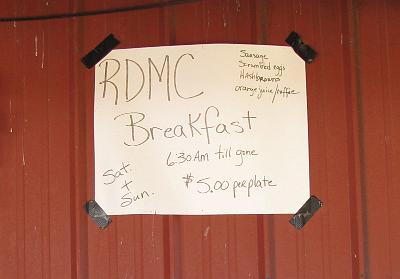 RDMC
Sausage
Scrambled eggs
Hashbrowns
orange juice/coffee
Breakfast
6:30 Am till gone
Sat.
+
Sun.
$5.00 per plate